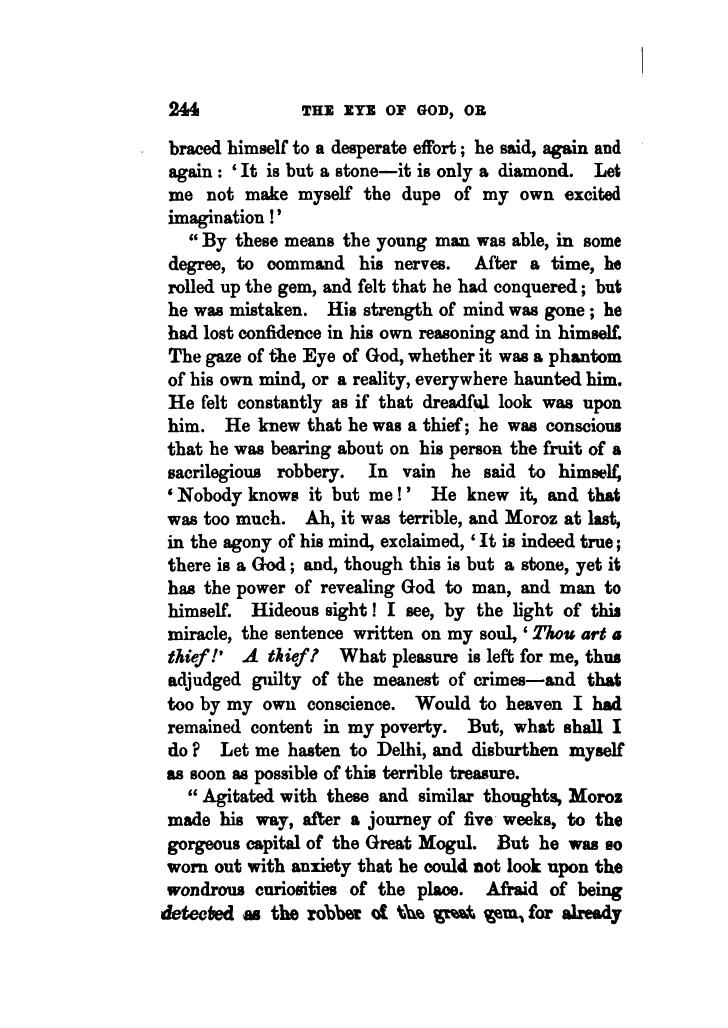 244 THE EYE OF GOD, OR
braced himself to a desperate effort; he said, again and
again: ‘It is but a stone—it is only a diamond. Let
me not make myself the dupe of my own excited
imagination!’
“By these means the young man was able, in some
degree, to command his nerves. After a time, he
rolled up the gem, and felt that he had conquered; but
he was mistaken. His strength of mind was gone; he
had lost confidence in his own reasoning and in himself.
The gaze of the Eye of God, whether it was a phantom
of his own mind, or a reality, everywhere haunted him.
He felt constantly as if that dreadful look was upon
him. He knew that he was a thief; he was conscious
that he was bearing about on his person the fruit of a
sacrilegious robbery. In vain he said to himself,
‘Nobody knows it but me!’ He knew it, and that
was too much. Ah, it was terrible, and Moroz at last,
in the agony of his mind, exclaimed, ‘It is indeed true;
there is a God; and, though this is but a stone, yet it
has the power of revealing God to man, and man to
himself. Hideous sight! I see, by the light of this
miracle, the sentence written on my soul, ‘Thou art a
thief!’ A thief? What pleasure is left for me, thus
adjudged guilty of the meanest of crimes—and that
too by my own conscience. Would to heaven I had
remained content in my poverty. But, what shall I
do? Let me hasten to Delhi, and disburthen myself
as soon as possible of this terrible treasure.
“Agitated with these and similar thoughts, Moroz
made his way, after a journey of five weeks, to the
gorgeous capital of the Great Mogul. But he was so
worn out with anxiety that he could not look upon the
wondrous curiosities of the place. Afraid of being
detected as the robber of the great gem, for already